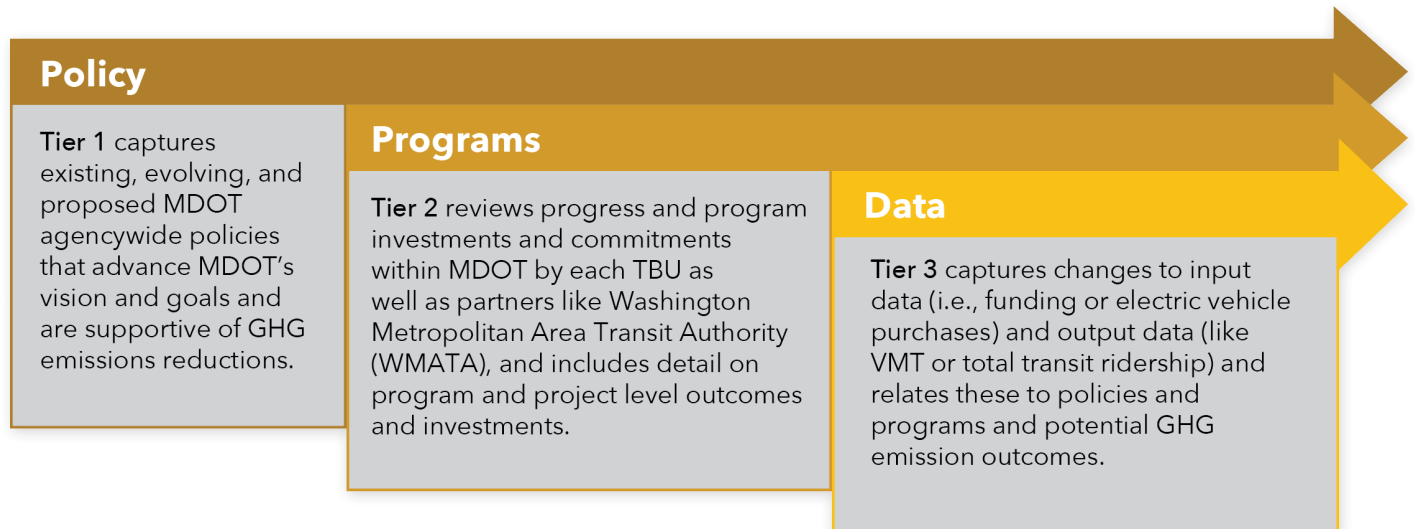 Policy
Tier 1 captures
existing, evolving, and
proposed MDOT
agencywide policies
that advance MDOT’s
vision and goals and
are supportive of GHG
emissions reductions.
Programs
Tier 2 reviews progress and program
investments and commitments
within MDOT by each TBU as
well as partners like Washington
Metropolitan Area Transit Authority
(WMATA), and includes detail on
program and project level outcomes
and investments.
Data
Tier 3 captures changes to input
data (i.e., funding or electric vehicle
purchases) and output data (like
VMT or total transit ridership) and
relates these to policies and
programs and potential GHG
emission outcomes.